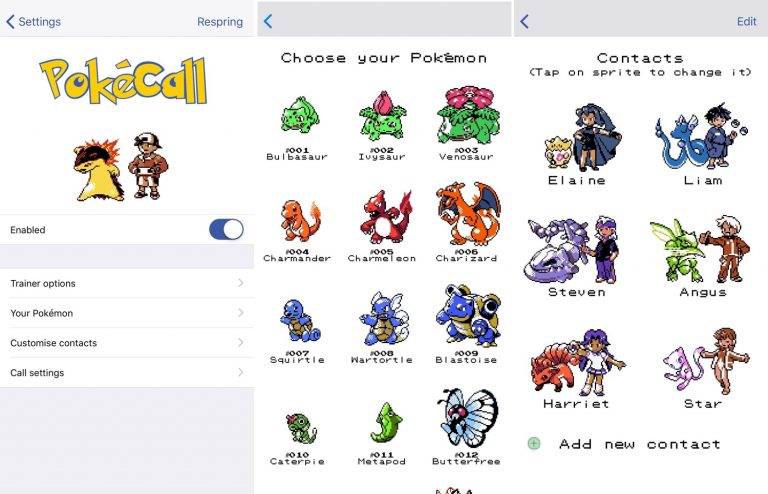 Settings
Respring
PokéCall
Enabled
Trainer options
Your Pokémon
Customise contacts
Call settings
Choose your Pokémon
#001
Bulbasaur
#002
Ivysaur
#003
Venosaur
#004
Charmander
#005
Charmeleon
#006
Charizard
#007
Squirtle
#008
Wartortle
#009
Blastoise
#010
Caterpie
#011
Metapod
#012
Butterfree
Edit
Contacts
(Tap on sprite to change it)
Elaine
Liam
Steven
Angus
Harriet
Star
Add new contact